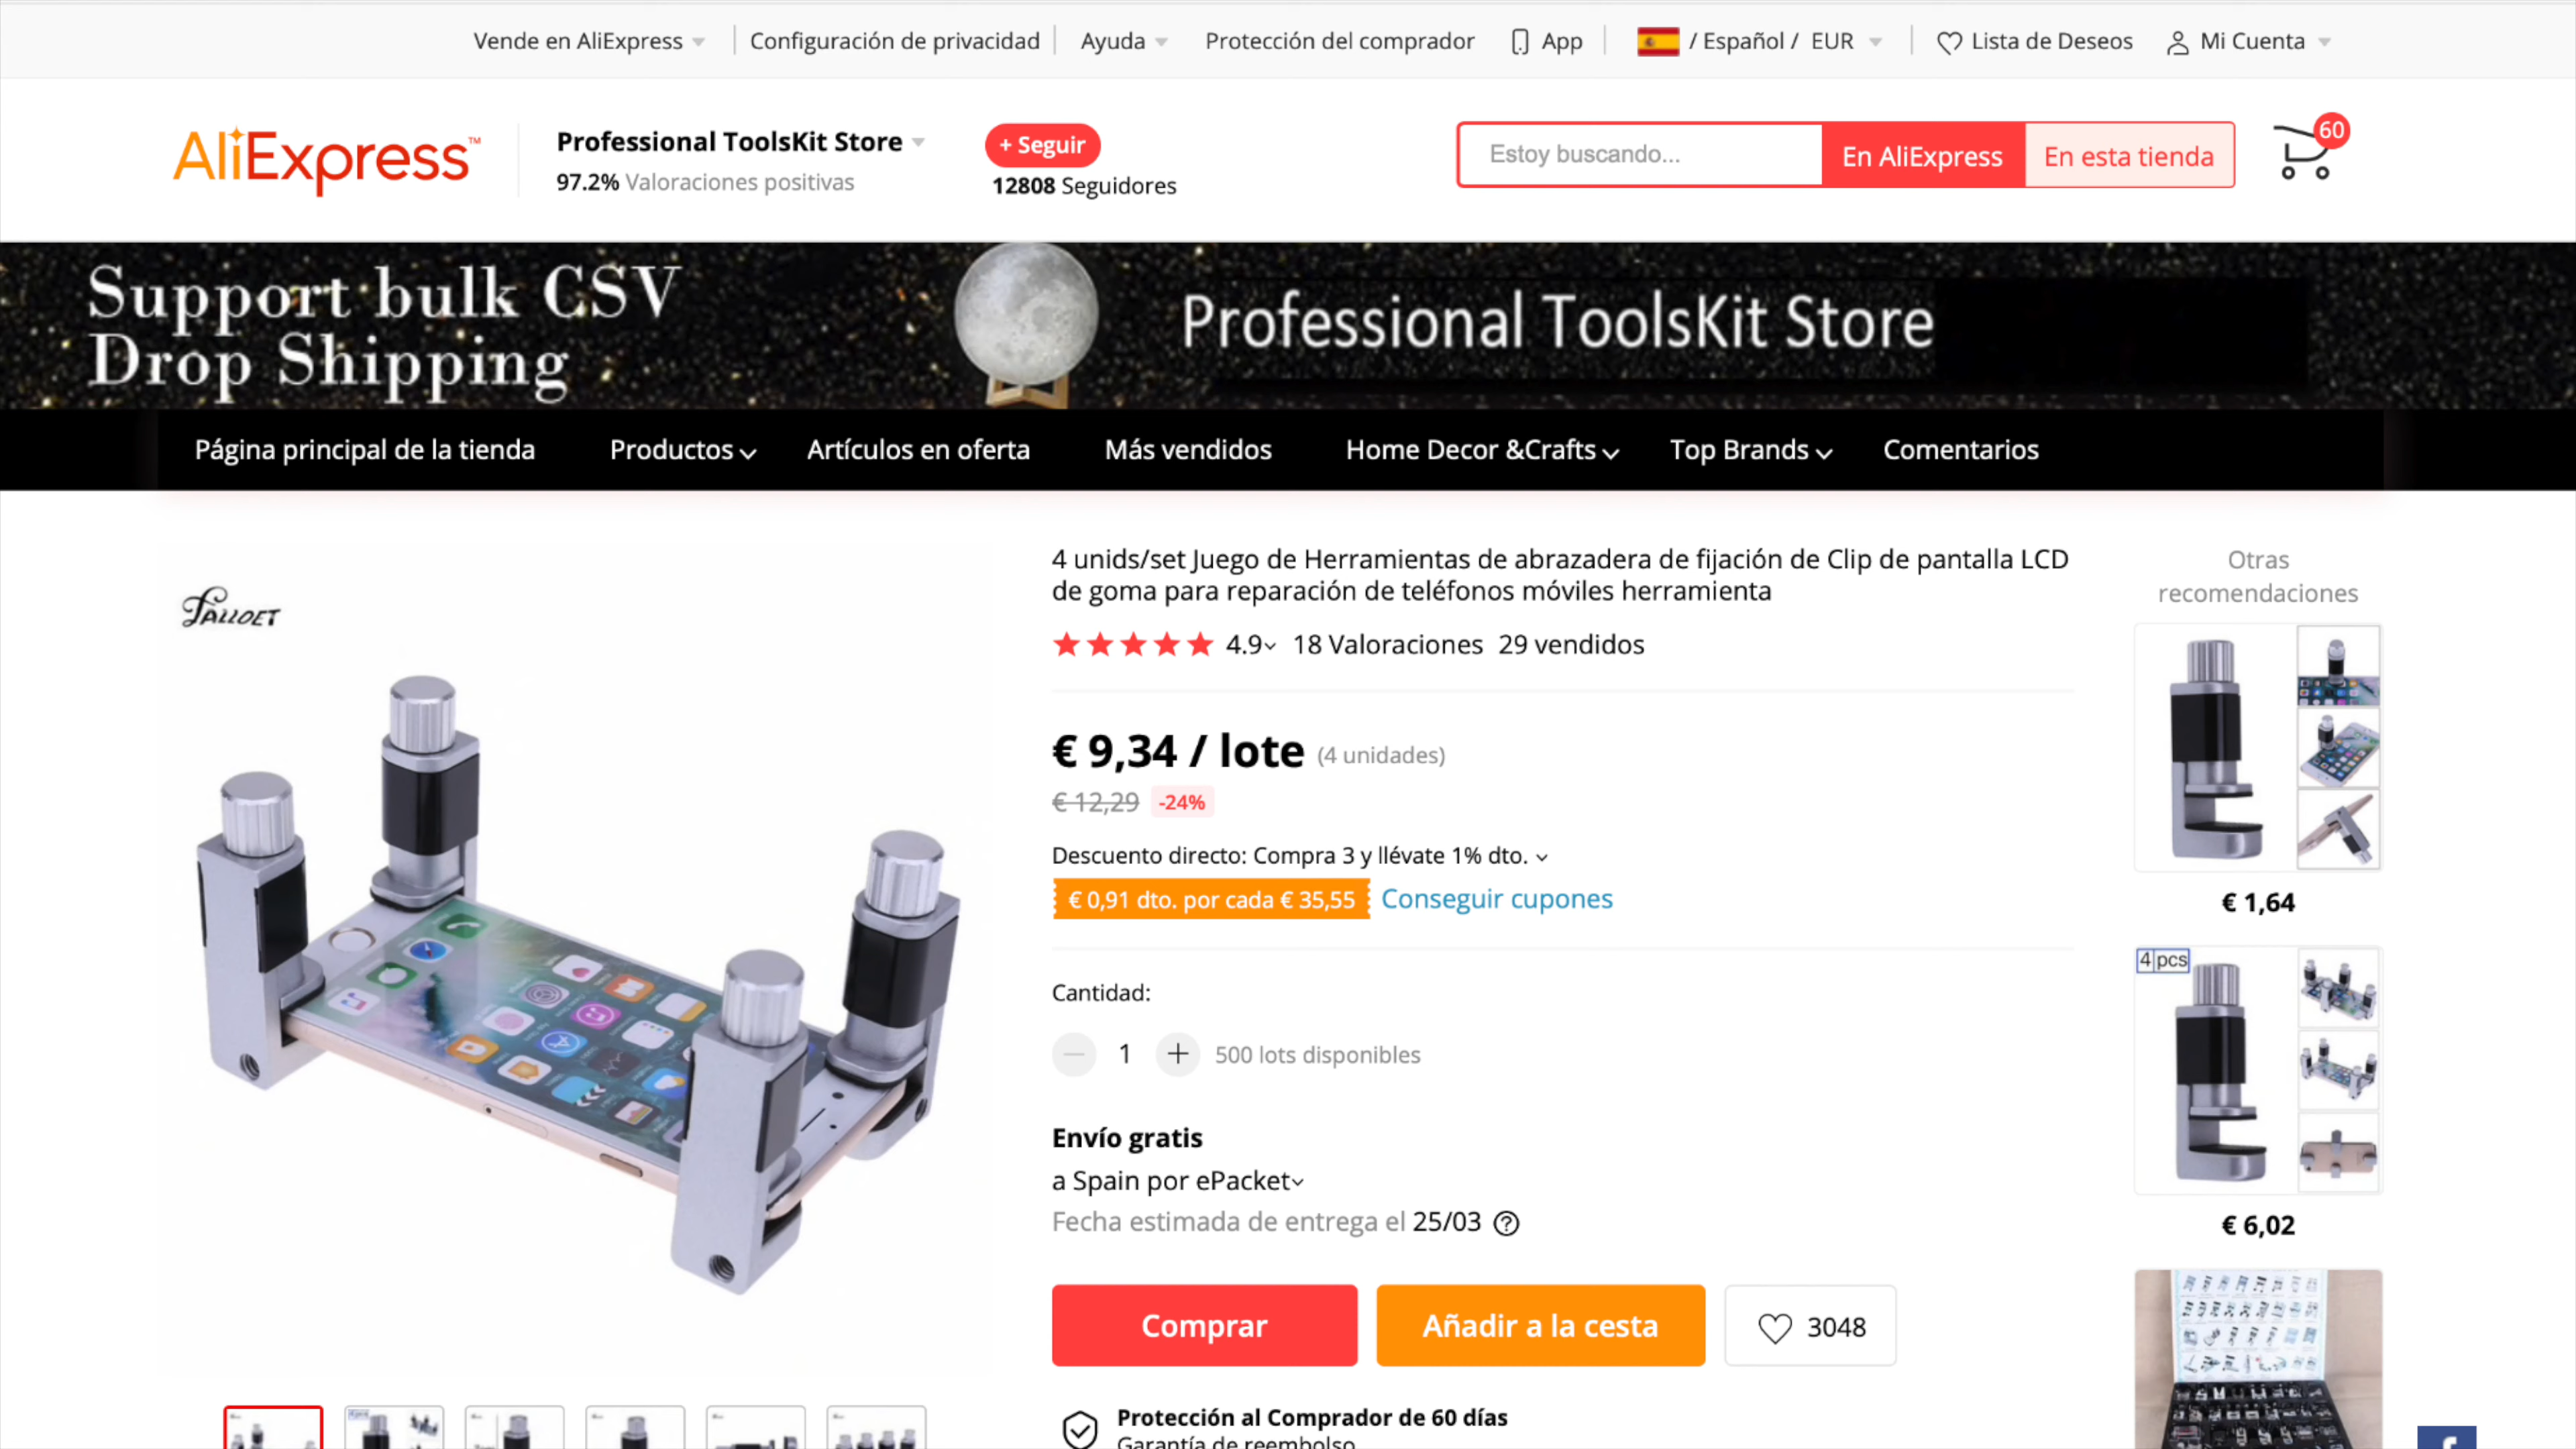 Vende en AliExpress
Configuración de privacidad
Ayuda
Protección del comprador
App
/ Español / EUR
Lista de Deseos
Mi Cuenta
AliExpress™
Professional ToolsKit Store
97.2% Valoraciones positivas
+ Seguir
12808 Seguidores
Estoy buscando...
En AliExpress
En esta tienda
60
Support bulk CSV
Drop Shipping
Professional ToolsKit Store
Página principal de la tienda
Productos
Artículos en oferta
Más vendidos
Home Decor &Crafts
Top Brands
Comentarios
FALLOET
4 unids/set Juego de Herramientas de abrazadera de fijación de Clip de pantalla LCD
de goma para reparación de teléfonos móviles herramienta
4.9 18 Valoraciones 29 vendidos
€ 9,34 / lote (4 unidades)
€ 12,29 -24%
Descuento directo: Compra 3 y llévate 1% dto.
€ 0,91 dto. por cada € 35,55 Conseguir cupones
Cantidad:
1 500 lots disponibles
Envío gratis
a Spain por ePacket
Fecha estimada de entrega el 25/03
Comprar
Añadir a la cesta
3048
Protección al Comprador de 60 días
Garantía de reembolso
Otras
recomendaciones
€ 1,64
4 pcs
€ 6,02